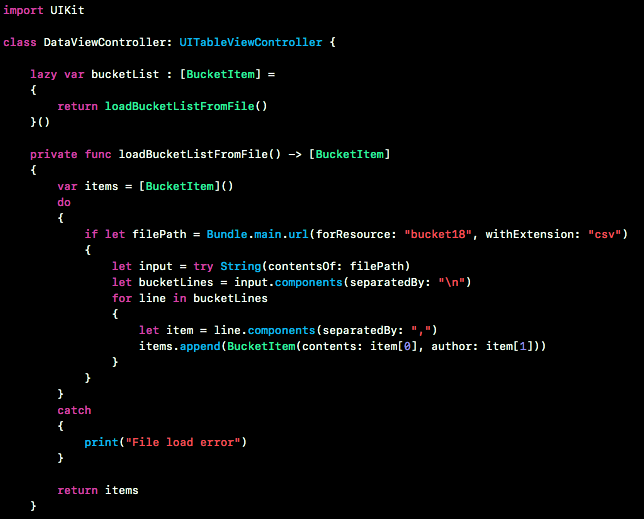 import UIKit
class DataViewController: UITableViewController {
    lazy var bucketList : [BucketItem] =
    {
        return loadBucketListFromFile()
    }()
    private func loadBucketListFromFile() -> [BucketItem]
    {
        var items = [BucketItem]()
        do
        {
            if let filePath = Bundle.main.url(forResource: "bucket18", withExtension: "csv")
            {
                let input = try String(contentsOf: filePath)
                let bucketLines = input.components(separatedBy: "\n")
                for line in bucketLines
                {
                    let item = line.components(separatedBy: ",")
                    items.append(BucketItem(contents: item[0], author: item[1]))
                }
            }
        }
        catch
        {
            print("File load error")
        }
        return items
    }